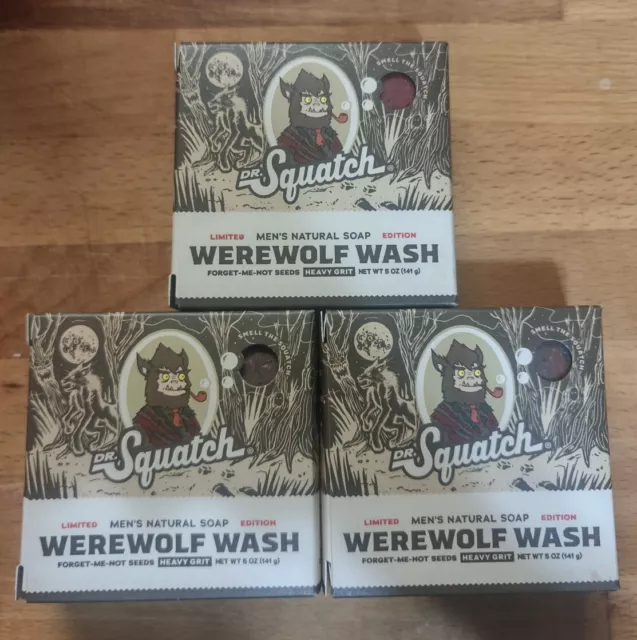 SMELL THE SQUATCH
DR. Squatch®
LIMITED MEN'S NATURAL SOAP EDITION
WEREWOLF WASH
FORGET-ME-NOT SEEDS HEAVY GRIT NET WT 5 OZ (141 g)
SMELL THE SQUATCH
DR. Squatch®
LIMITED MEN'S NATURAL SOAP EDITION
WEREWOLF WASH
FORGET-ME-NOT SEEDS HEAVY GRIT NET WT 5 OZ (141 g)
SMELL THE SQUATCH
DR. Squatch®
LIMITED MEN'S NATURAL SOAP EDITION
WEREWOLF WASH
FORGET-ME-NOT SEEDS HEAVY GRIT NET WT 5 OZ (141 g)